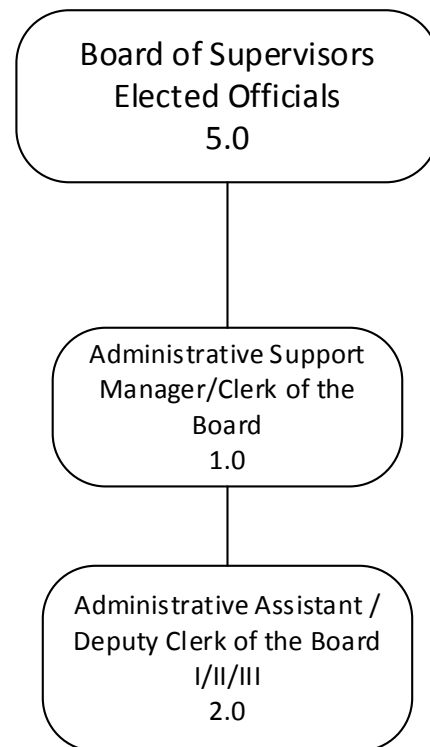 Board of Supervisors
Elected Officials
5.0
Administrative Support
Manager/Clerk of the
Board
1.0
Administrative Assistant /
Deputy Clerk of the Board
I/II/III
2.0